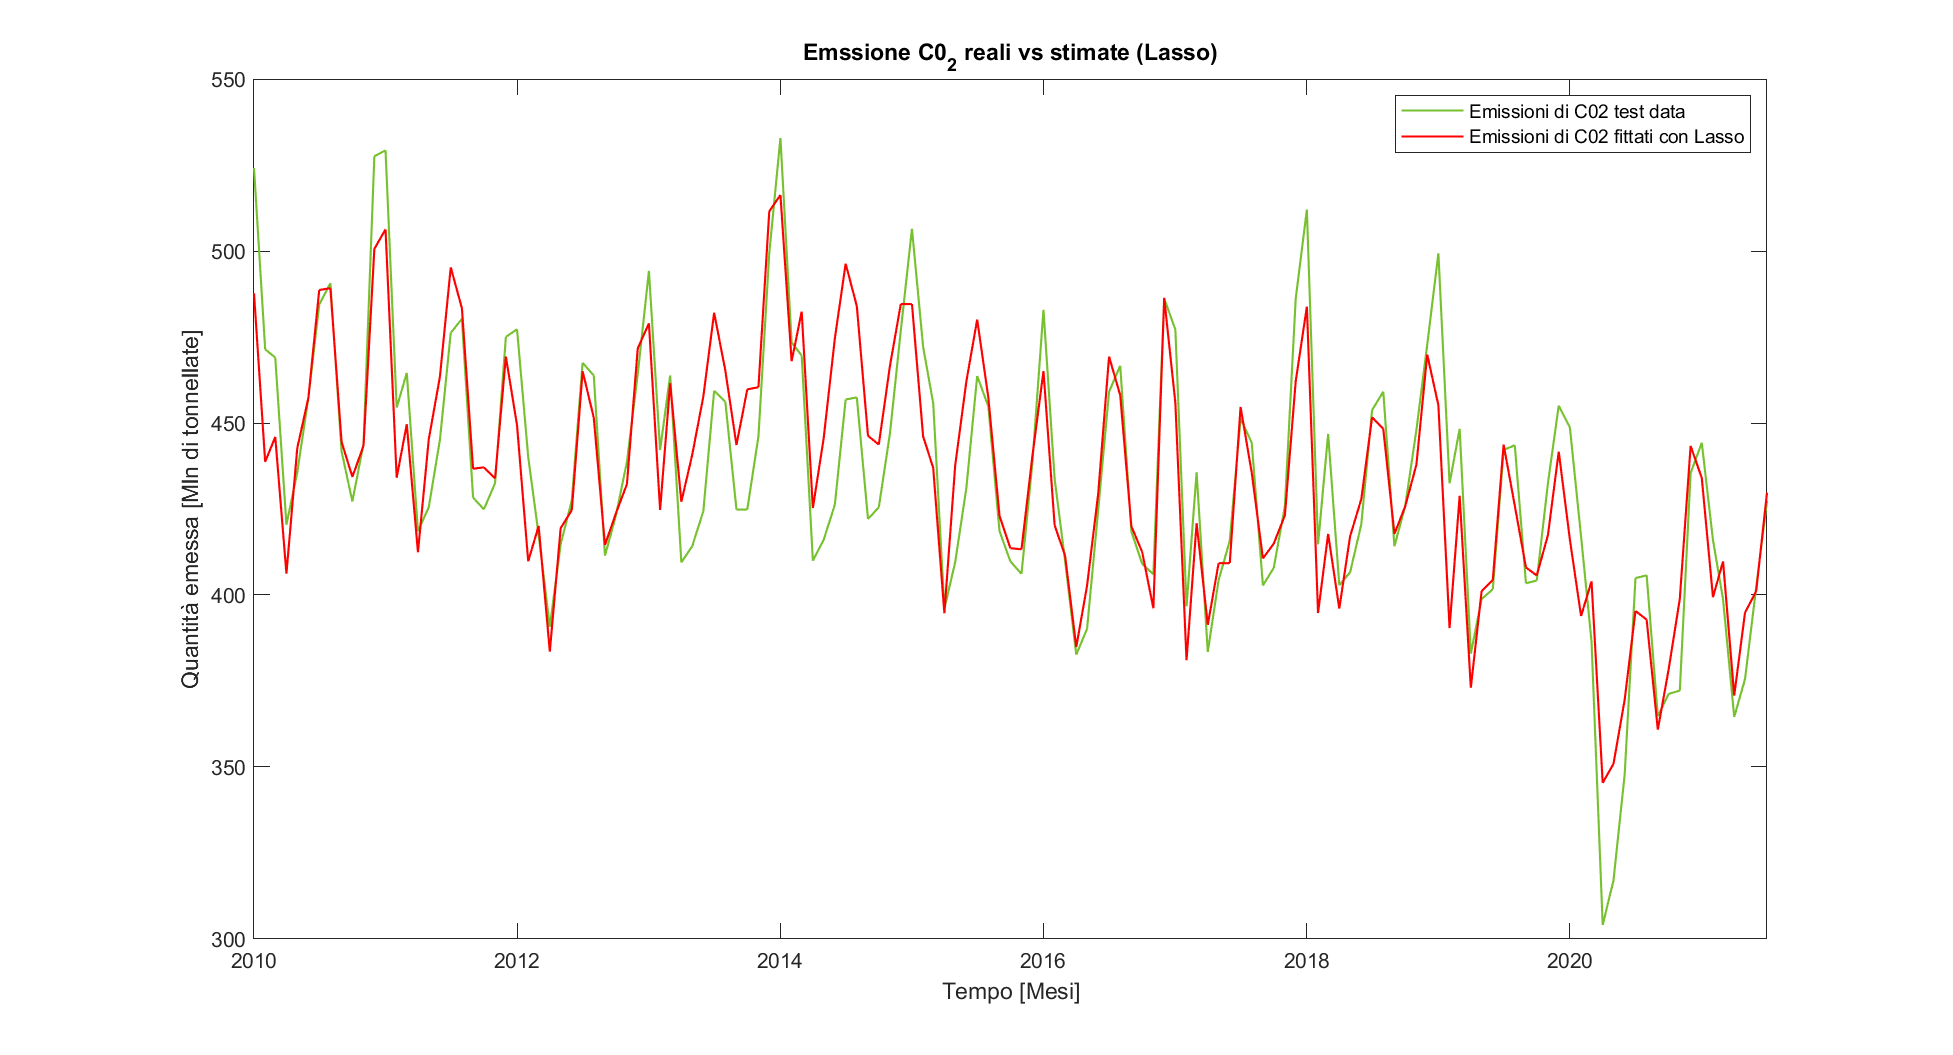 Emssione C0₂ reali vs stimate (Lasso)
Emissioni di C02 test data
Emissioni di C02 fittati con Lasso
Quantità emessa [Mln di tonnellate]
550
500
450
400
350
300
2010 2012 2014 2016 2018 2020
Tempo [Mesi]